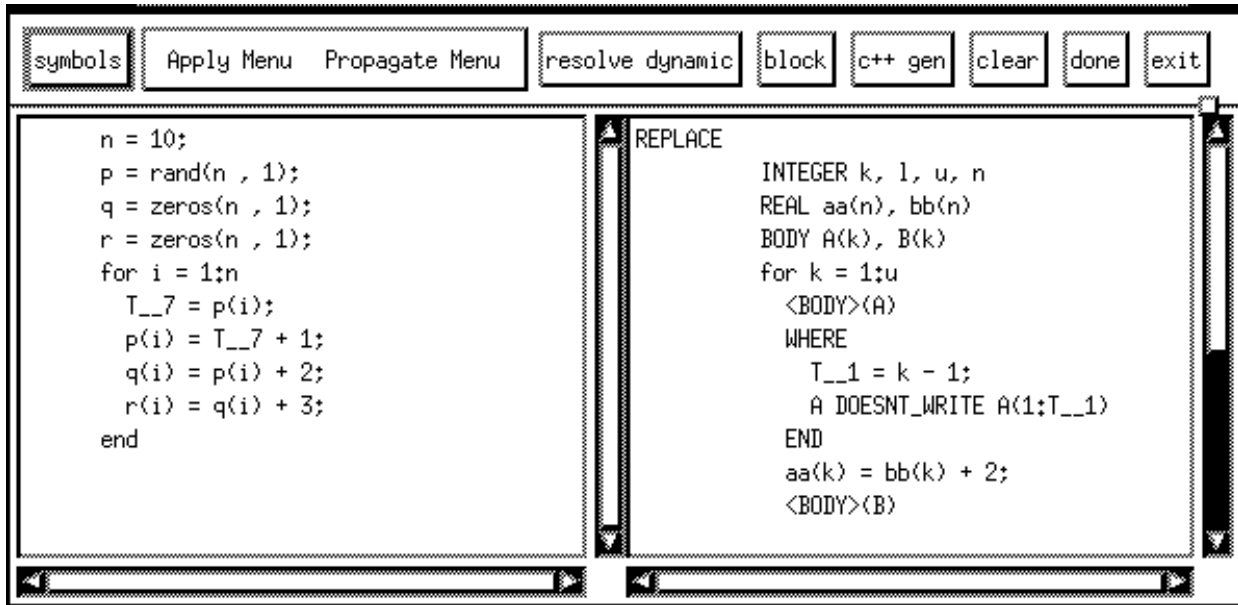 symbols Apply Menu Propagate Menu resolve dynamic block c++ gen clear done exit
n = 10;
p = rand(n , 1);
q = zeros(n , 1);
r = zeros(n , 1);
for i = 1:n
T__7 = p(i);
p(i) = T__7 + 1;
q(i) = p(i) + 2;
r(i) = q(i) + 3;
end
REPLACE
INTEGER k, l, u, n
REAL aa(n), bb(n)
BODY A(k), B(k)
for k = 1:u
<BODY>(A)
WHERE
T__1 = k - 1;
A DOESNT_WRITE A(1:T__1)
END
aa(k) = bb(k) + 2;
<BODY>(B)